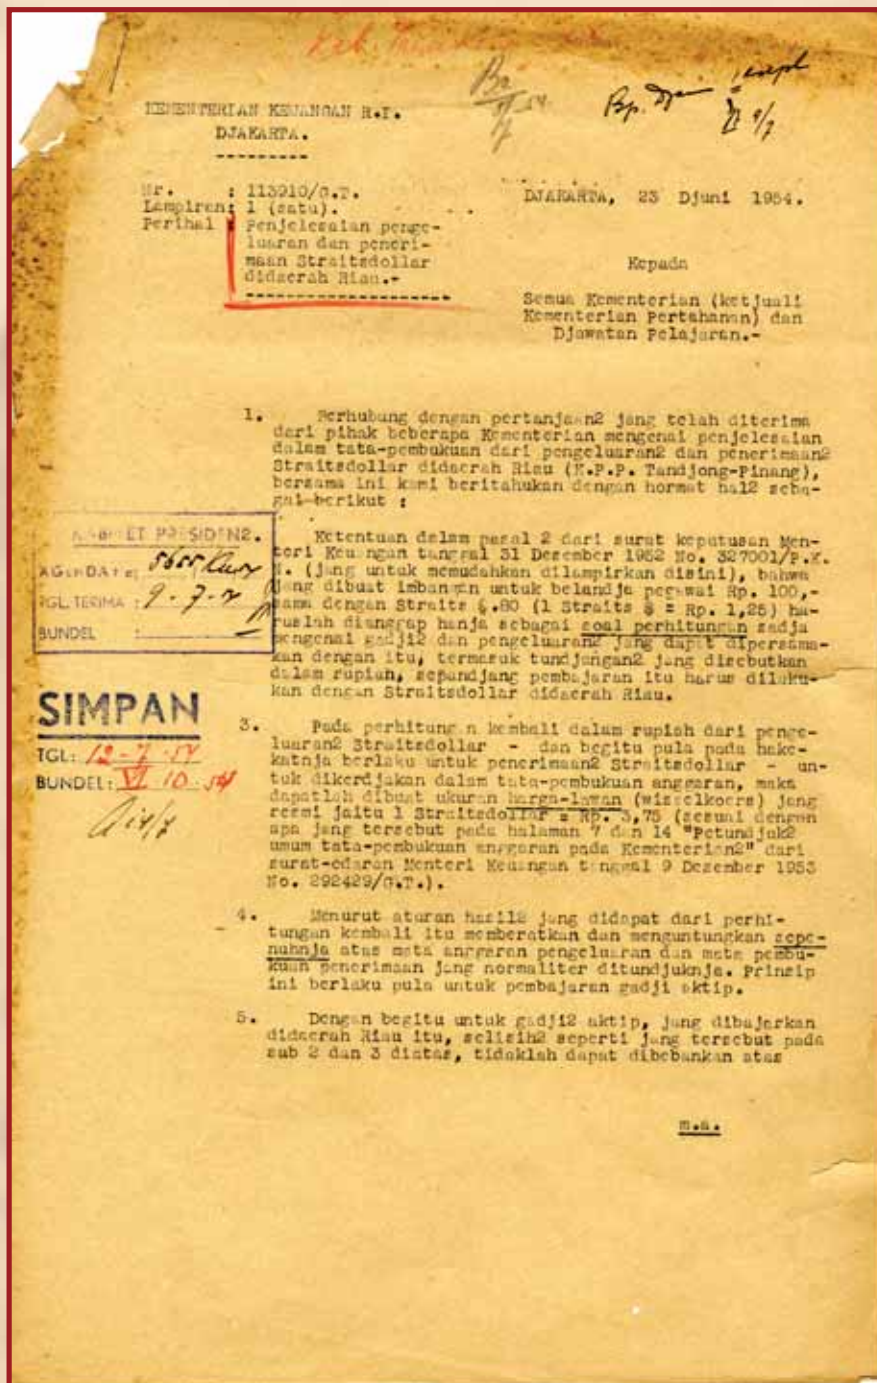 KEMENTERIAN KEUANGAN R.I.
DJAKARTA.
Nr. : 113910/G.T.
Lampiran: 1 (satu).
Perihal : Penjelesaian penge-
luaran dan peneri-
maan Straitsdollar
didaerah Riau.-
DJAKARTA, 23 Djuni 1954.
Kepada
Semua Kementerian (ketjuali
Kementerian Pertahanan) dan
Djawatan Pelajaran.-
1. Berhubung dengan pertanjaan2 jang telah diterima
dari pihak beberapa Kementerian mengenai penjelesaian
dalam tata-pembukuan dari pengeluaran2 dan penerimaan2
Straitsdollar didaerah Riau (K.P.P. Tandjong-Pinang),
bersama ini kami beritahukan dengan hormat hal2 seba-
gai berikut :
2. Ketentuan dalam pasal 2 dari surat keputusan Men-
teri Keuangan tanggal 31 Desember 1952 No. 327001/P.K.
N. (jang untuk memudahkan dilampirkan disini), bahwa
jang dibuat imbangan untuk belandja pegawai Rp. 100,-
sama dengan Straits $.80 (1 Straits $ = Rp. 1,25) ha-
ruslah dianggap hanja sebagai soal perhitungan sadja
mengenai gadji2 dan pengeluaran2 jang dapat dipersama-
kan dengan itu, termasuk tundjangan2 jang disebutkan
dalam rupiah, sepandjang pembajaran itu harus dilaku-
kan dengan Straitsdollar didaerah Riau.
KABINET PRESIDEN
AGENDA No
TGL. TERIMA : 9-7-
BUNDEL :
SIMPAN
TGL: 12-7-54
BUNDEL: VI 10 54
3. Pada perhitungan kembali dalam rupiah dari penge-
luaran2 Straitsdollar - dan begitu pula pada hake-
katnja berlaku untuk penerimaan2 Straitsdollar - un-
tuk dikerdjakan dalam tata-pembukuan anggaran, maka
dapatlah dibuat ukuran harga-lawan (wisselkoers) jang
resmi jaitu 1 Straitsdollar = Rp. 3,75 (sesuai dengan
apa jang tersebut pada halaman 7 dan 14 "Petundjuk2
umum tata-pembukuan anggaran pada Kementerian2" dari
surat-edaran Menteri Keuangan tanggal 9 Desember 1953
No. 292429/G.T.).
4. Menurut aturan hasil2 jang didapat dari perhi-
tungan kembali itu memberatkan dan menguntungkan sepe-
nuhnja atas mata anggaran pengeluaran dan mata pembu-
kuan penerimaan jang normaliter ditundjuknja. Prinsip
ini berlaku pula untuk pembajaran gadji aktip.
5. Dengan begitu untuk gadji2 aktip, jang dibajarkan
didaerah Riau itu, selisih2 seperti jang tersebut pada
sub 2 dan 3 diatas, tidaklah dapat dibebankan atas
m.a.